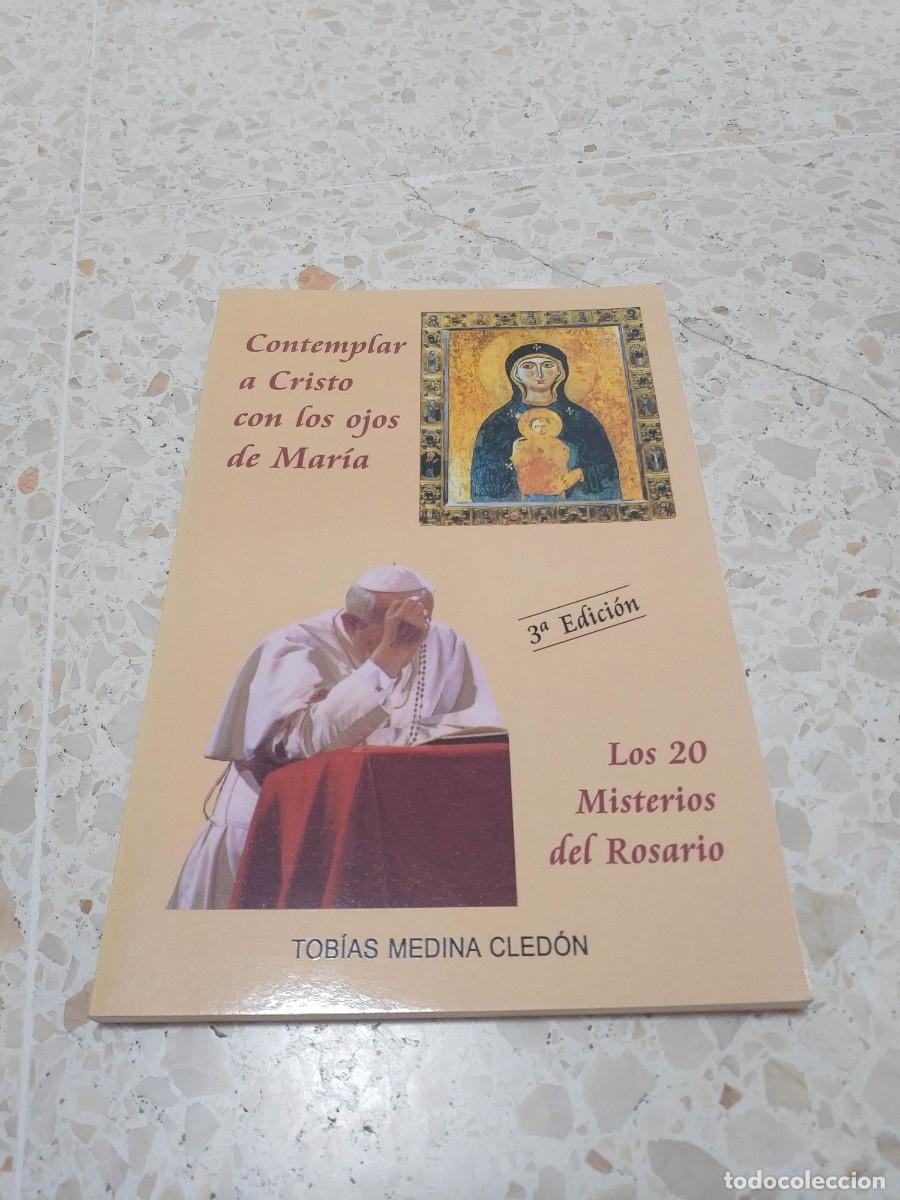 Contemplar
a Cristo
con los ojos
de María
3ª Edición
Los 20
Misterios
del Rosario
TOBÍAS MEDINA CLEDÓN
todocoleccion